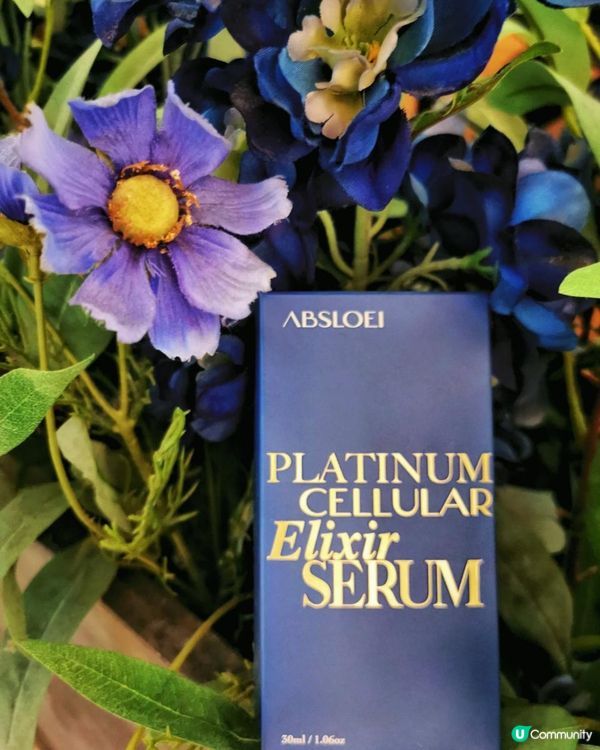 ABSLOEI
PLATINUM
CELLULAR
Elixir
SERUM
30ml / 1.06oz
U Community